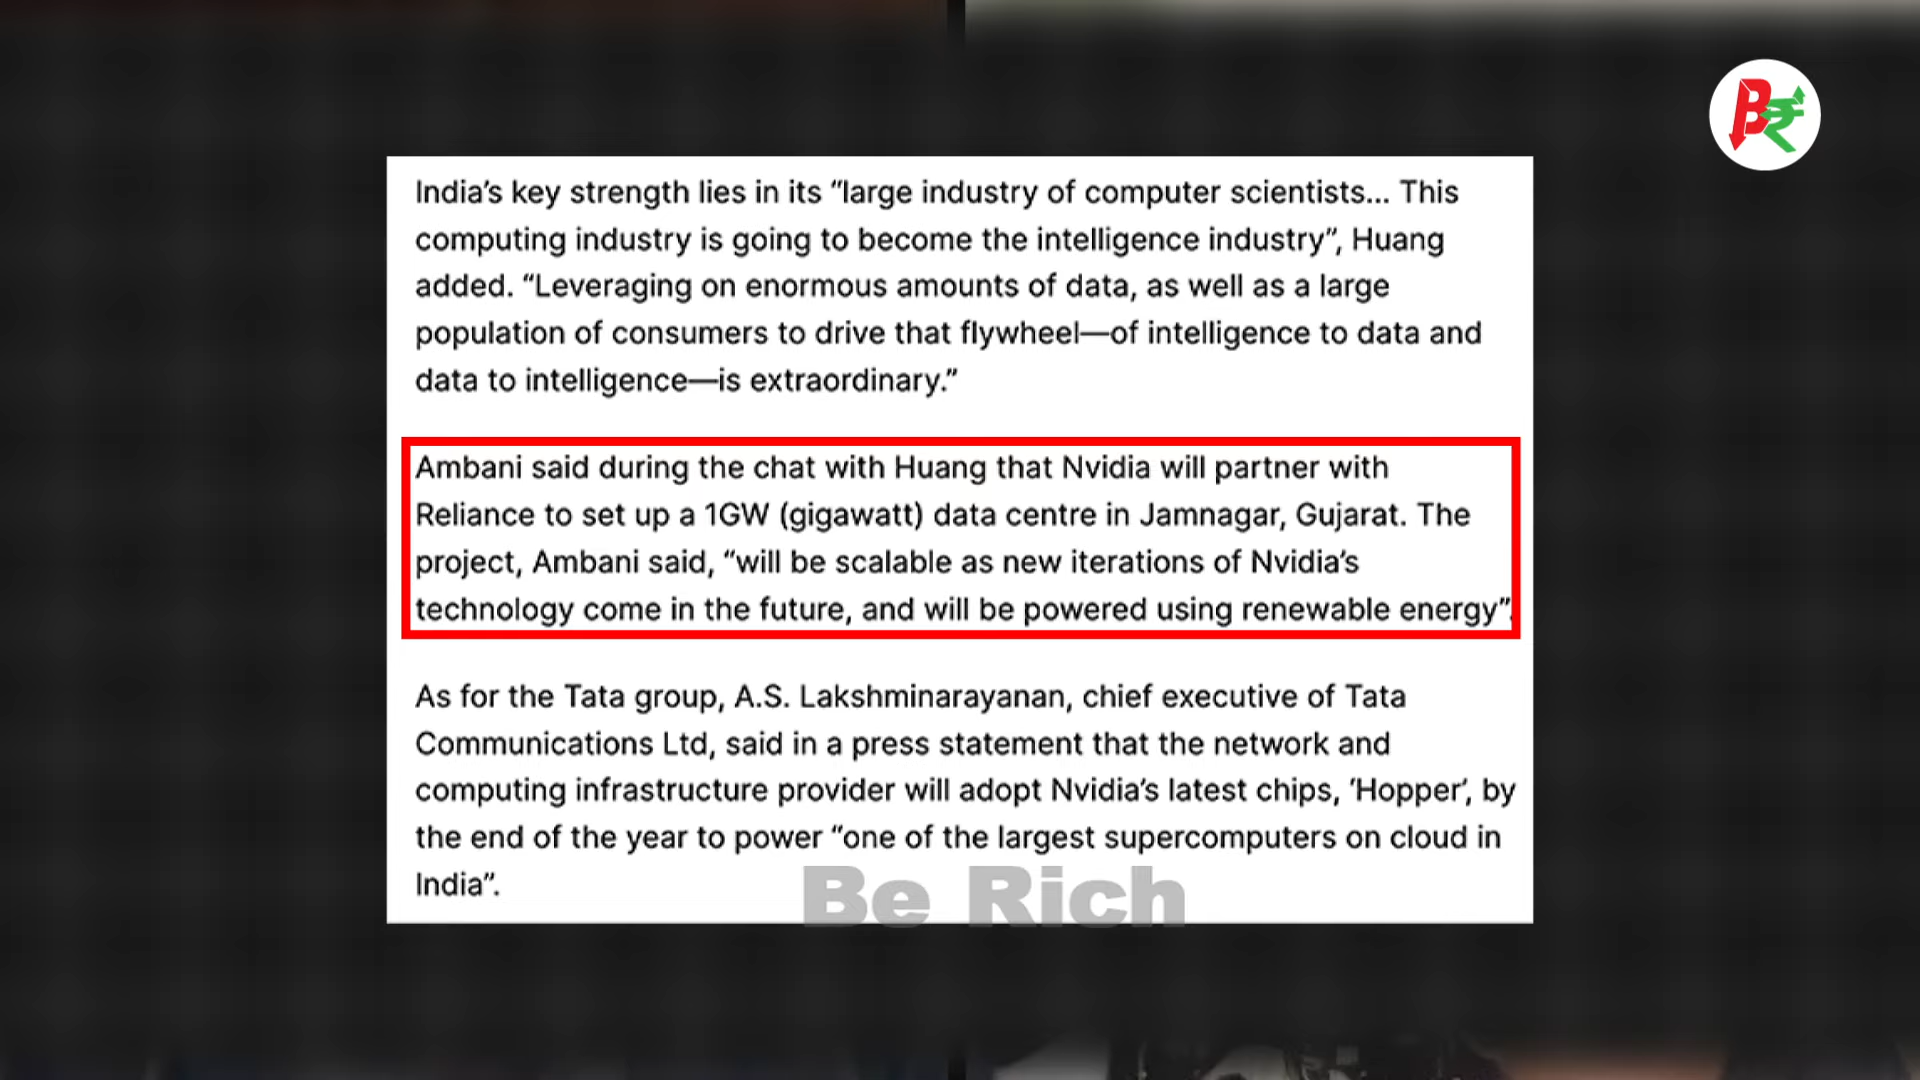 India’s key strength lies in its “large industry of computer scientists... This
computing industry is going to become the intelligence industry”, Huang
added. “Leveraging on enormous amounts of data, as well as a large
population of consumers to drive that flywheel—of intelligence to data and
data to intelligence—is extraordinary.”
Ambani said during the chat with Huang that Nvidia will partner with
Reliance to set up a 1GW (gigawatt) data centre in Jamnagar, Gujarat. The
project, Ambani said, “will be scalable as new iterations of Nvidia’s
technology come in the future, and will be powered using renewable energy”.
As for the Tata group, A.S. Lakshminarayanan, chief executive of Tata
Communications Ltd, said in a press statement that the network and
computing infrastructure provider will adopt Nvidia’s latest chips, ‘Hopper’, by
the end of the year to power “one of the largest supercomputers on cloud in
India”.
Be Rich
B₹